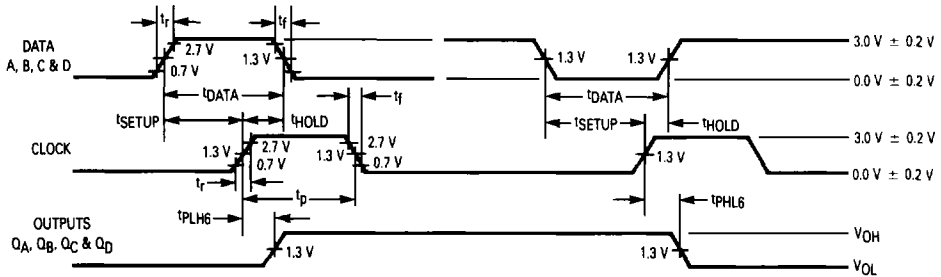 tr
tf
2.7 V
DATA
A, B, C & D
1.3 V
0.7 V
1.3 V
1.3 V
3.0 V ± 0.2 V
0.0 V ± 0.2 V
tDATA
tf
tDATA
tSETUP
tHOLD
tSETUP
tHOLD
CLOCK
2.7 V
2.7 V
1.3 V
1.3 V
0.7 V
0.7 V
1.3 V
3.0 V ± 0.2 V
0.0 V ± 0.2 V
tr
tp
tPLH6
tPHL6
OUTPUTS
QA, QB, QC & QD
1.3 V
1.3 V
VOH
VOL